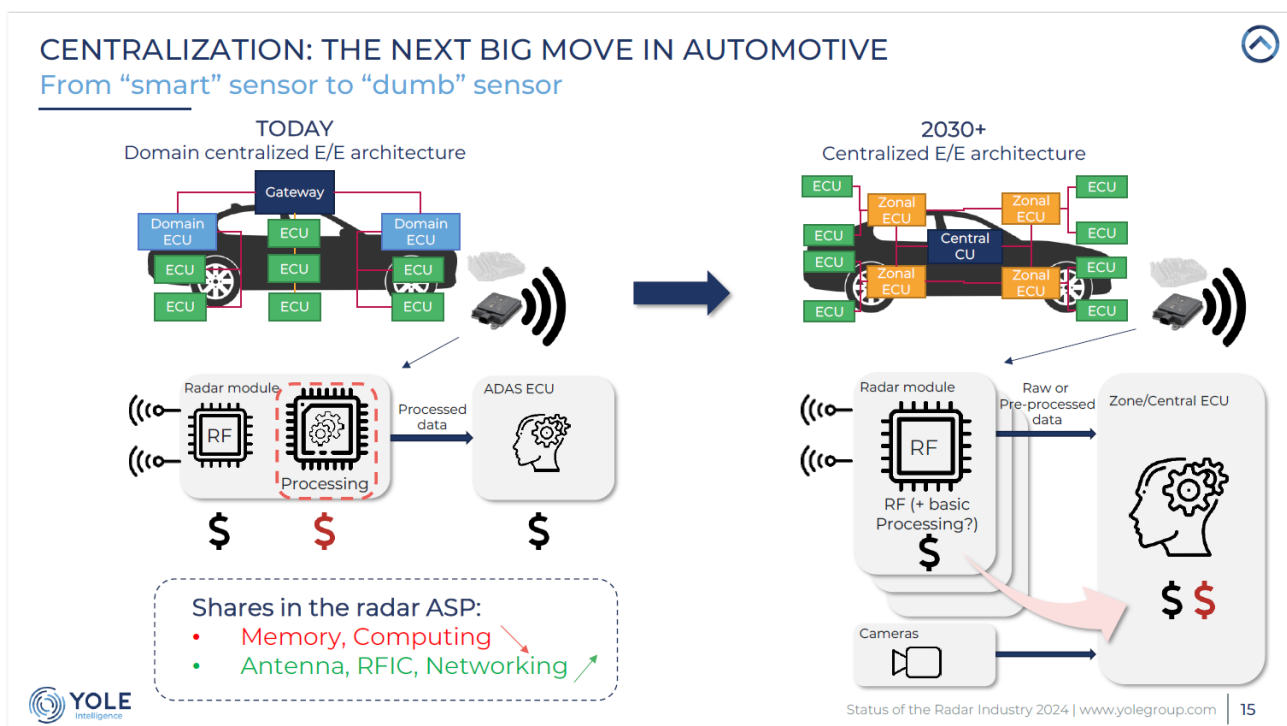 CENTRALIZATION: THE NEXT BIG MOVE IN AUTOMOTIVE
From “smart” sensor to “dumb” sensor
TODAY
Domain centralized E/E architecture
Gateway
Domain
ECU
ECU
Domain
ECU
ECU
ECU
ECU
ECU
ECU
ECU
Radar module
RF
Processing
Processed
data
ADAS ECU
$
$
$
Shares in the radar ASP:
• Memory, Computing
• Antenna, RFIC, Networking
2030+
Centralized E/E architecture
ECU
ECU
Zonal
ECU
Zonal
ECU
ECU
ECU
Central
CU
ECU
ECU
Zonal
ECU
Zonal
ECU
ECU
ECU
Radar module
RF
RF (+ basic
Processing?)
$
Raw or
Pre-processed
data
Zone/Central ECU
$ $
Cameras
YOLE
Intelligence
Status of the Radar Industry 2024 | www.yolegroup.com | 15